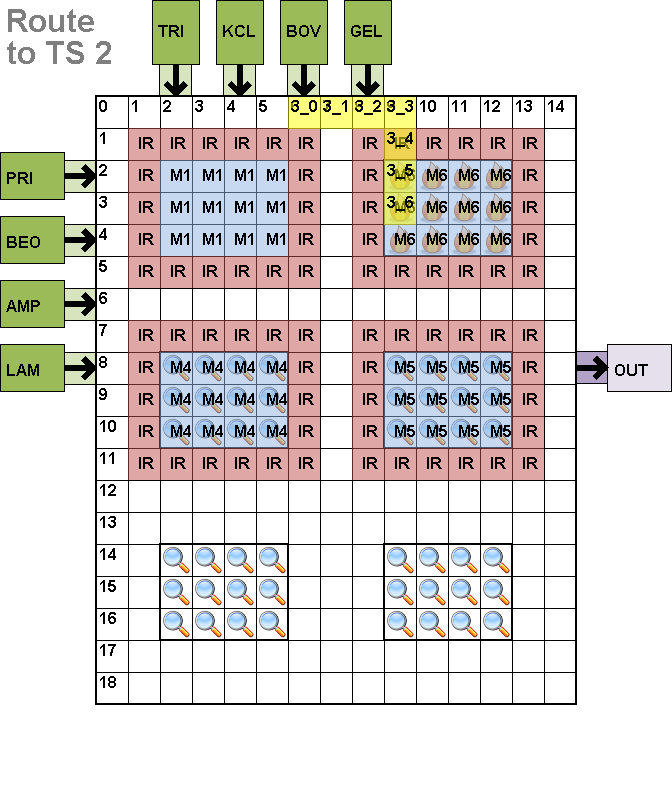 Route
to TS 2
TRI KCL BOV GEL
0 1 2 3 4 5 3_0 3_1 3_2 3_3 10 11 12 13 14
1 IR IR IR IR IR IR IR 3_4 IR IR IR IR
PRI 2 IR M1 M1 M1 M1 IR IR 3_5 M6 M6 M6 IR
3 IR M1 M1 M1 M1 IR IR 3_6 M6 M6 M6 IR
BEO 4 IR M1 M1 M1 M1 IR IR M6 M6 M6 M6 IR
5 IR IR IR IR IR IR IR IR IR IR IR IR
AMP 6
7 IR IR IR IR IR IR IR IR IR IR IR IR
LAM 8 IR M4 M4 M4 M4 IR IR M5 M5 M5 M5 IR OUT
9 IR M4 M4 M4 M4 IR IR M5 M5 M5 M5 IR
10 IR M4 M4 M4 M4 IR IR M5 M5 M5 M5 IR
11 IR IR IR IR IR IR IR IR IR IR IR IR
12
13
14
15
16
17
18